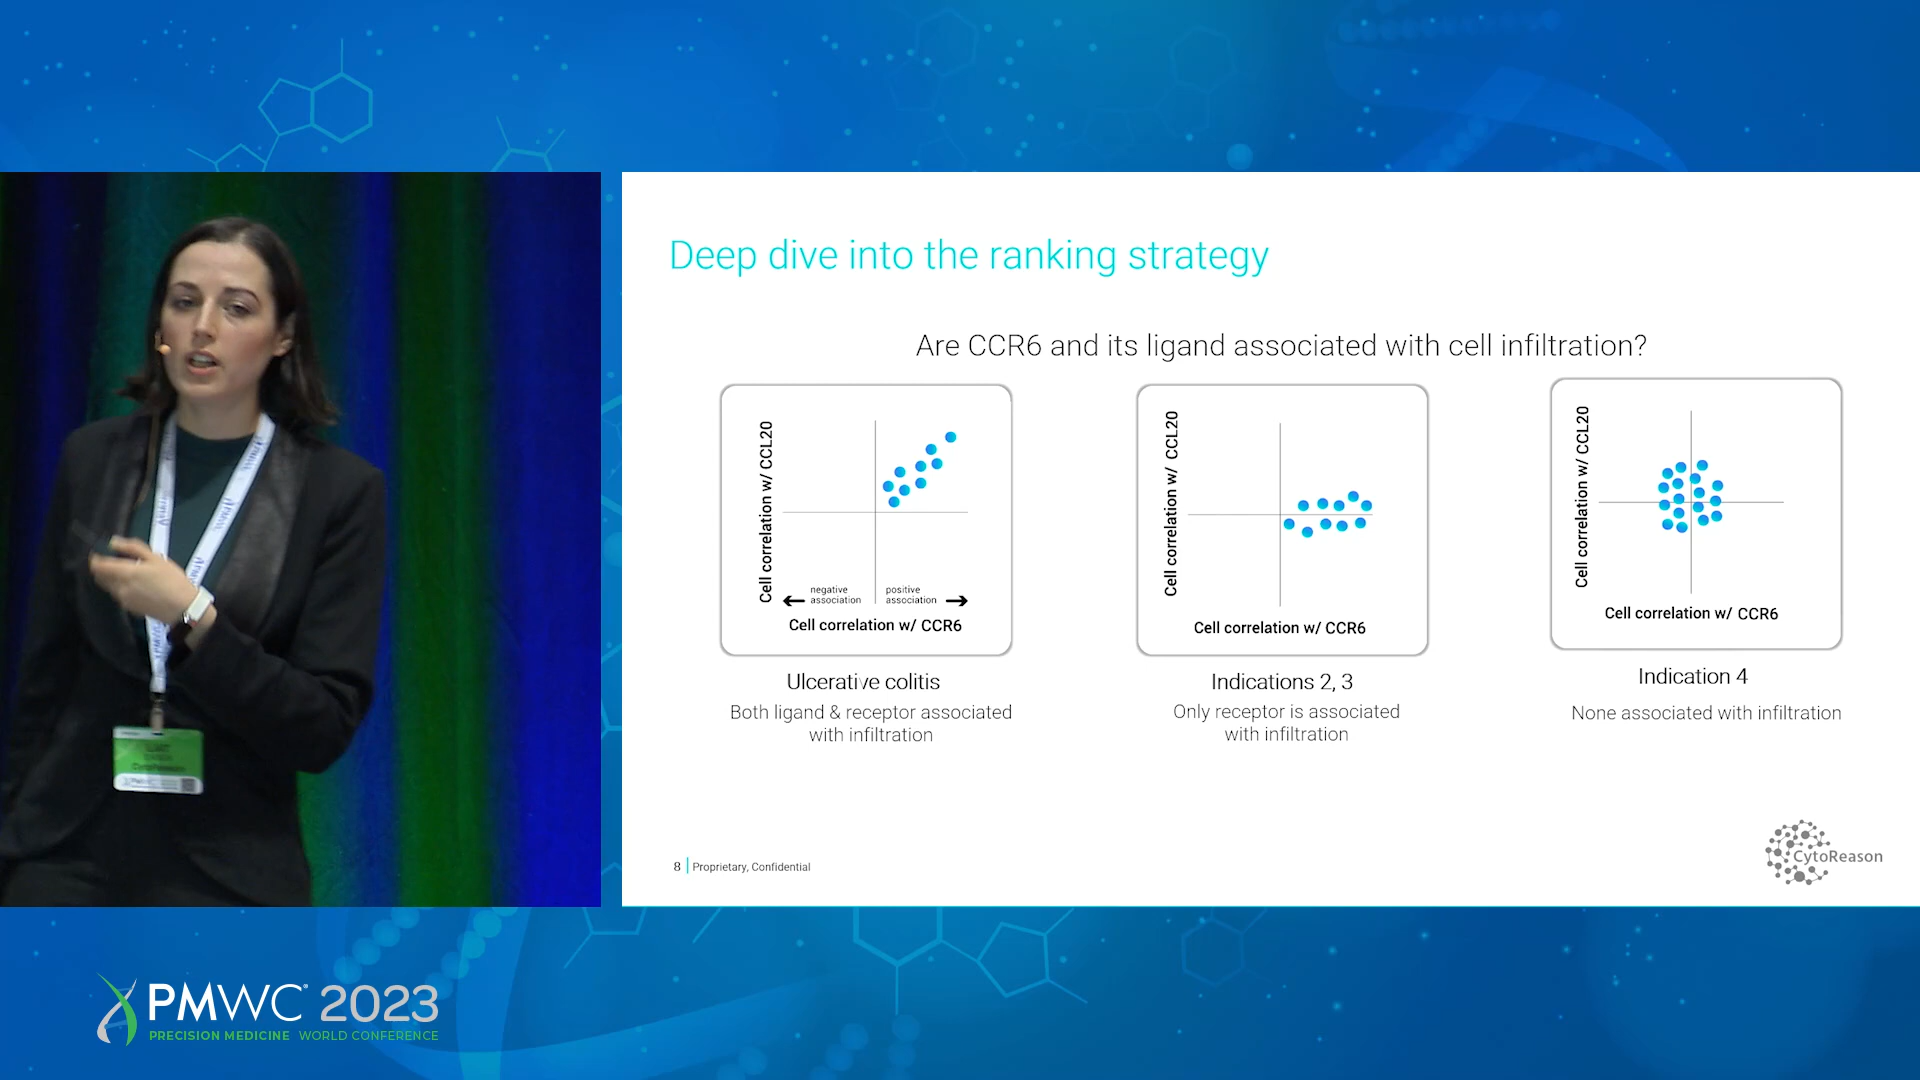 Deep dive into the ranking strategy
Are CCR6 and its ligand associated with cell infiltration?
Cell correlation w/ CCL20
negative
association
positive
association
Cell correlation w/ CCR6
Ulcerative colitis
Both ligand & receptor associated
with infiltration
Cell correlation w/ CCL20
Cell correlation w/ CCR6
Indications 2, 3
Only receptor is associated
with infiltration
Cell correlation w/ CCL20
Cell correlation w/ CCR6
Indication 4
None associated with infiltration
8 Proprietary, Confidential
CytoReason
PMWC® 2023
PRECISION MEDICINE WORLD CONFERENCE